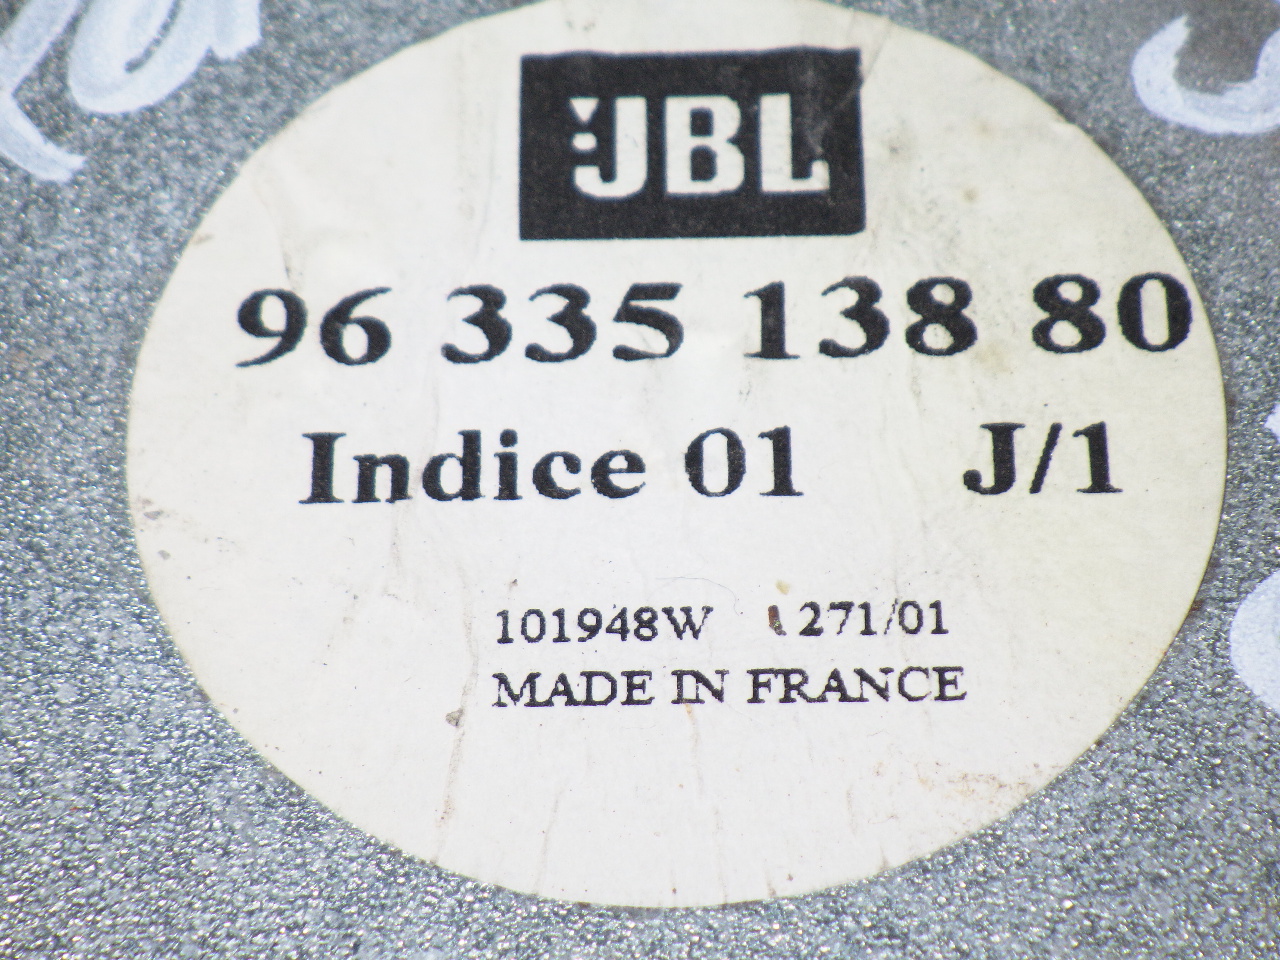 JBL
96 335 138 80
Indice 01 J/1
101948W 271/01
MADE IN FRANCE